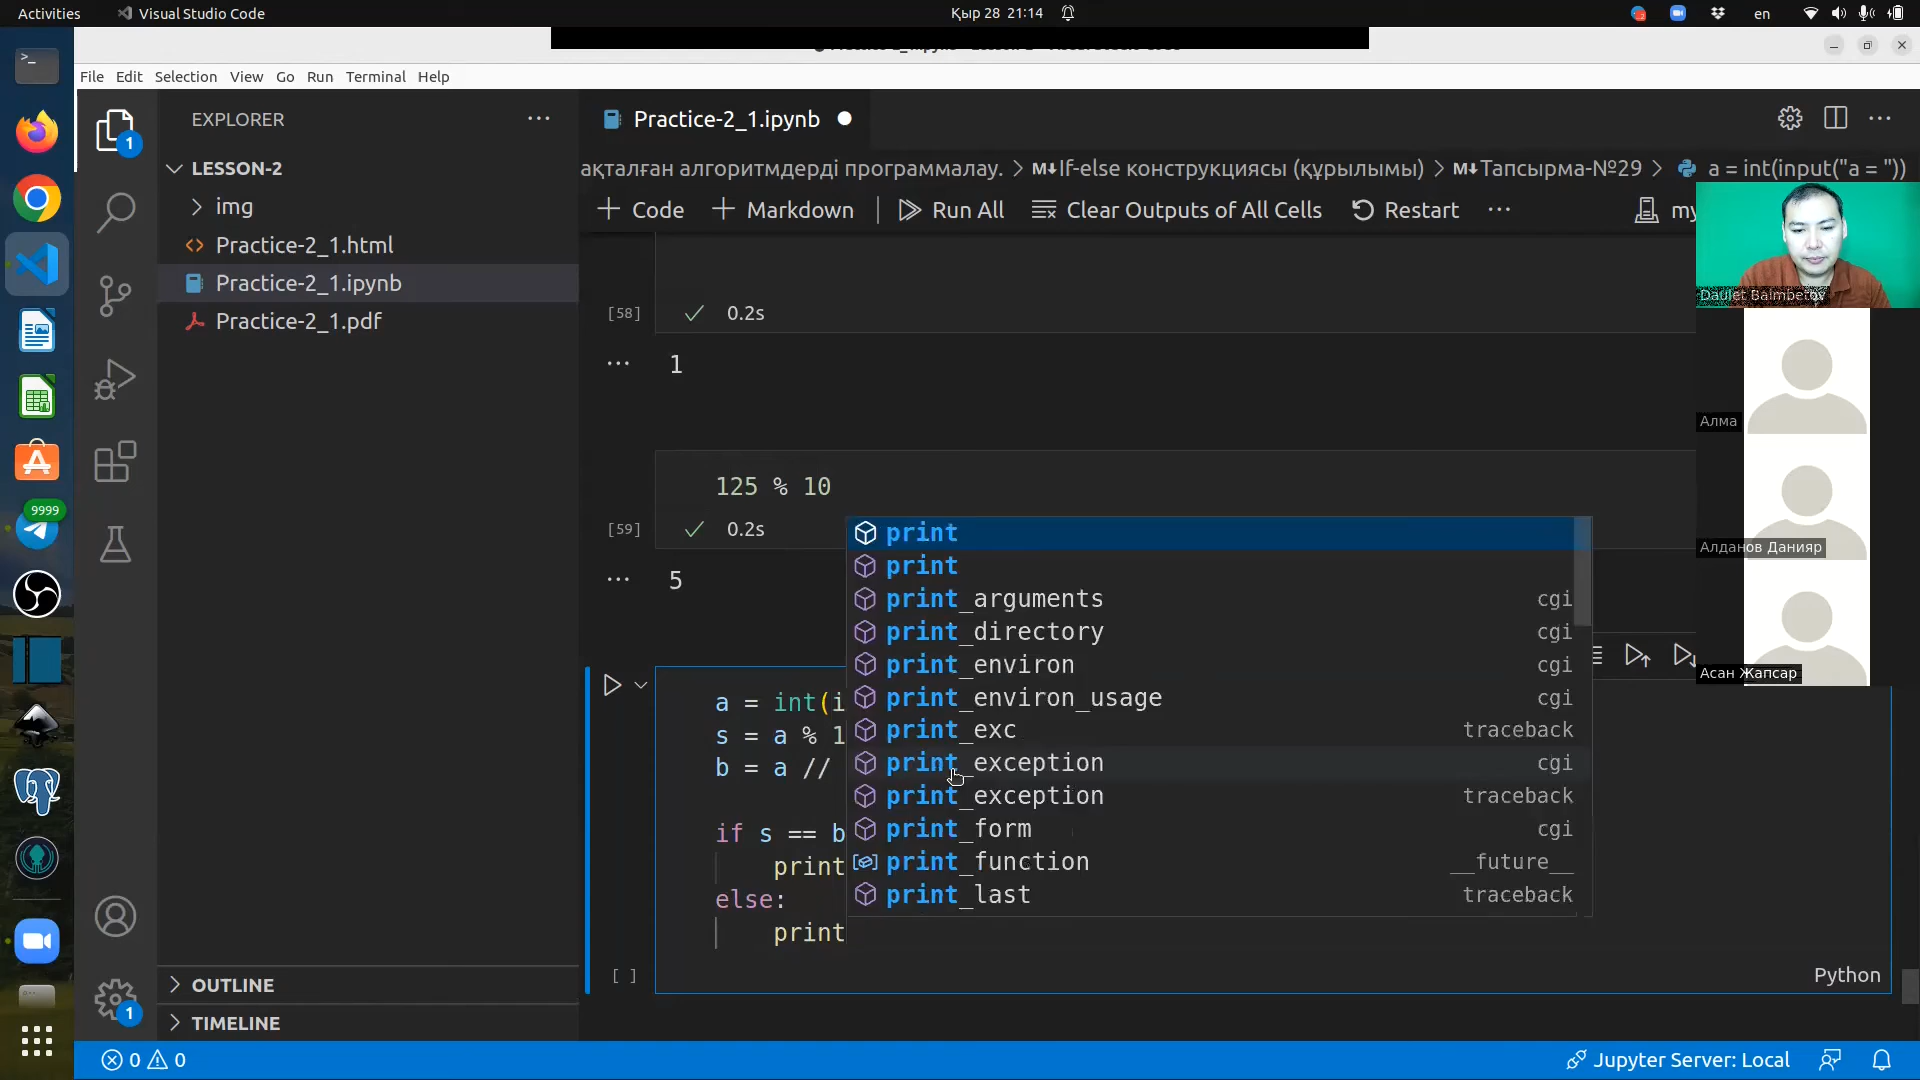 Activities
Visual Studio Code
Қыр 28 21:14
en
File Edit Selection View Go Run Terminal Help
EXPLORER
1
LESSON-2
img
Practice-2_1.html
Practice-2_1.ipynb
Practice-2_1.pdf
OUTLINE
TIMELINE
9999
1
Practice-2_1.ipynb
ақталған алгоритмдерді программалау. > M↓If-else конструкциясы (құрылымы) > M↓Тапсырма-№29 > a = int(input("a = "))
+ Code + Markdown Run All Clear Outputs of All Cells Restart ... my
[58] 0.2s
1
125 % 10
[59] 0.2s
5
a = int(i
s = a % 1
b = a //
if s == b
print
else:
print
[ ]
Python
print
print
print_arguments cgi
print_directory cgi
print_environ cgi
print_environ_usage cgi
print_exc traceback
print_exception cgi
print_exception traceback
print_form cgi
print_function __future__
print_last traceback
Daulet Baimbetov
Алма
Алданов Данияр
Асан Жапсар
0 0
Jupyter Server: Local